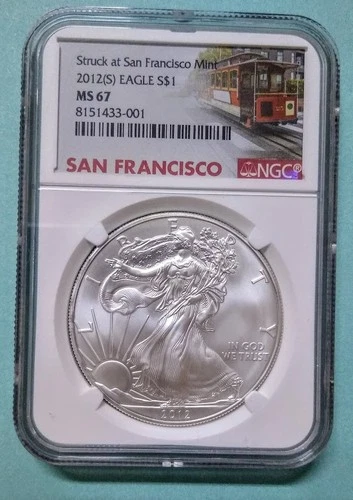 Struck at San Francisco Mint
2012(S) EAGLE S$1
MS 67
8151433-001
SAN FRANCISCO NGC
LIBERTY
IN GOD
WE TRUST
2012